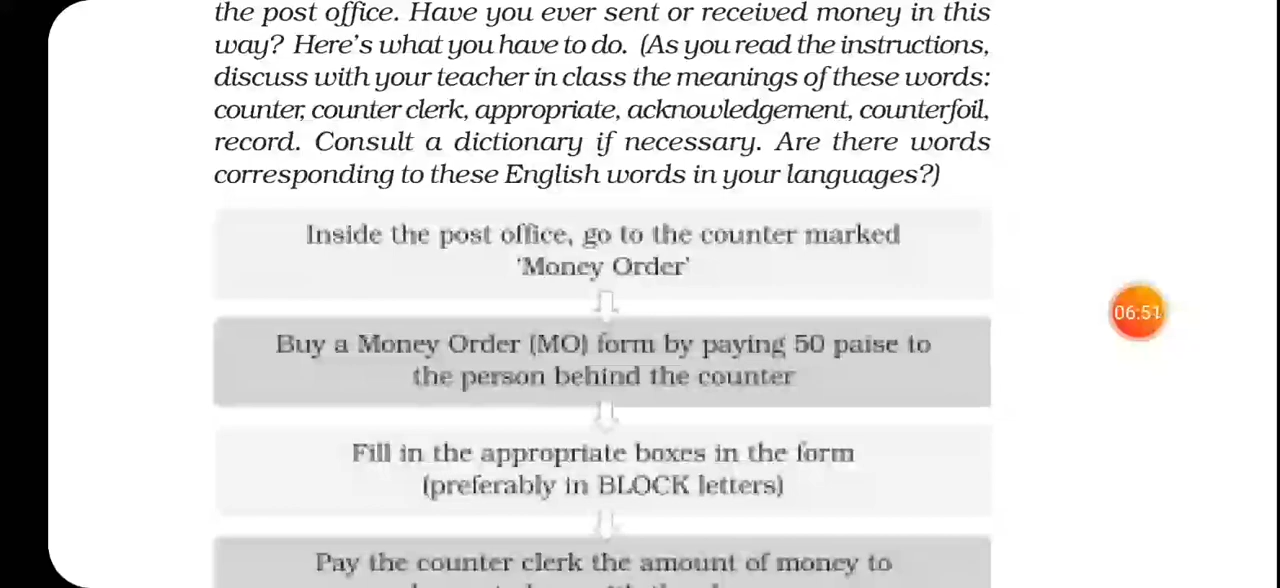 the post office. Have you ever sent or received money in this
way? Here's what you have to do. (As you read the instructions,
discuss with your teacher in class the meanings of these words:
counter, counter clerk, appropriate, acknowledgement, counterfoil,
record. Consult a dictionary if necessary. Are there words
corresponding to these English words in your languages?)
Inside the post office, go to the counter marked
'Money Order'
Buy a Money Order (MO) form by paying 50 paise to
the person behind the counter
Fill in the appropriate boxes in the form
(preferably in BLOCK letters)
Pay the counter clerk the amount of money to
06:51